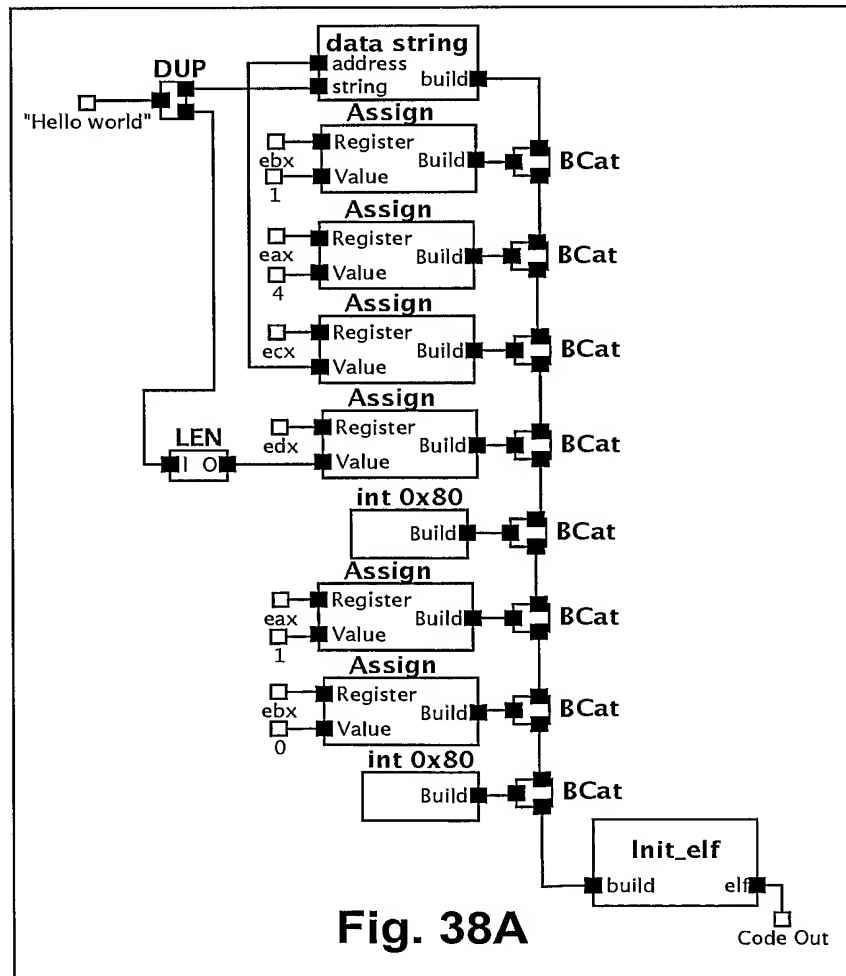 data string
address
string
build
DUP
"Hello world"
Assign
Register
Value
Build
ebx
1
BCat
Assign
Register
Value
Build
eax
4
BCat
Assign
Register
Value
Build
ecx
BCat
Assign
Register
Value
Build
edx
LEN
I O
BCat
int 0x80
Build
BCat
Assign
Register
Value
Build
eax
1
BCat
Assign
Register
Value
Build
ebx
0
BCat
int 0x80
Build
BCat
Init_elf
build
elf
Code Out
Fig. 38A